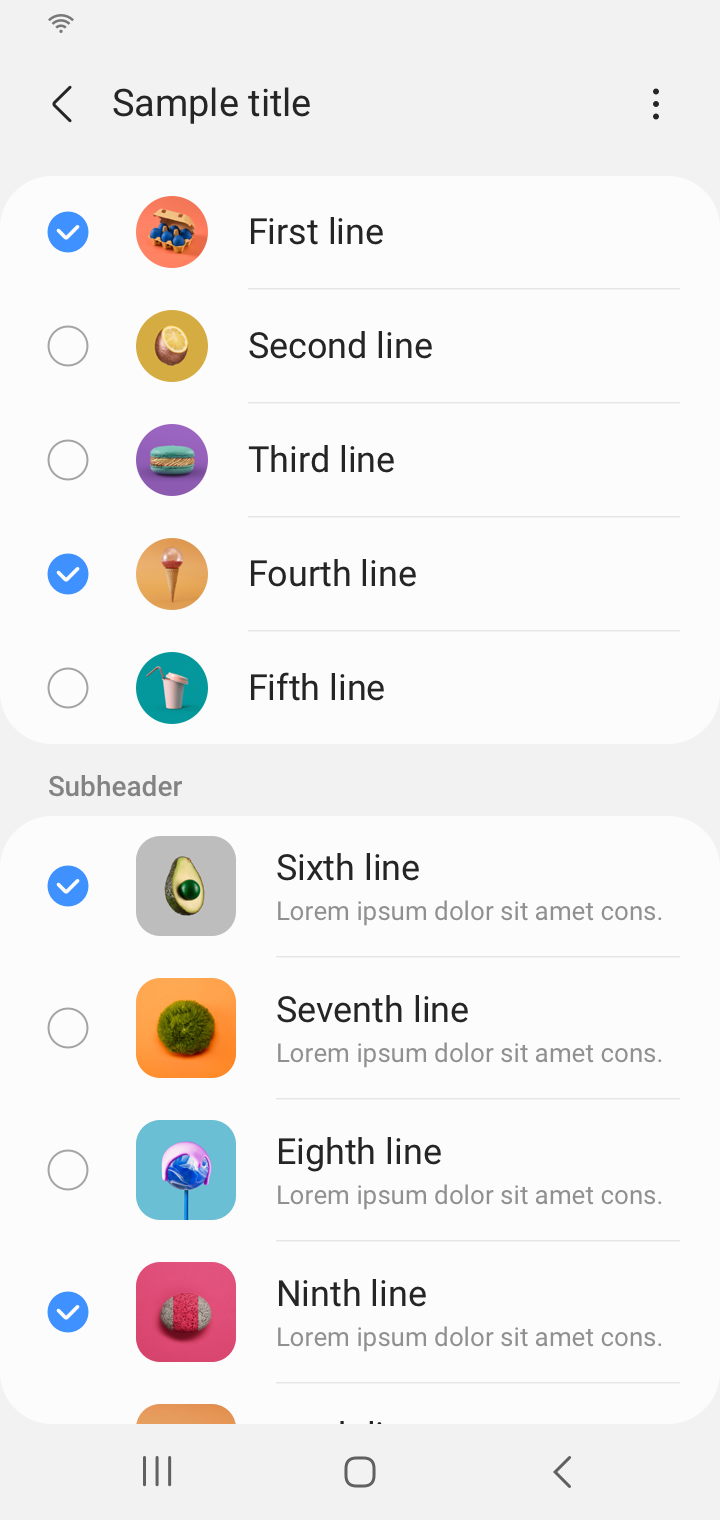 Sample title
First line
Second line
Third line
Fourth line
Fifth line
Subheader
Sixth line
Lorem ipsum dolor sit amet cons.
Seventh line
Lorem ipsum dolor sit amet cons.
Eighth line
Lorem ipsum dolor sit amet cons.
Ninth line
Lorem ipsum dolor sit amet cons.